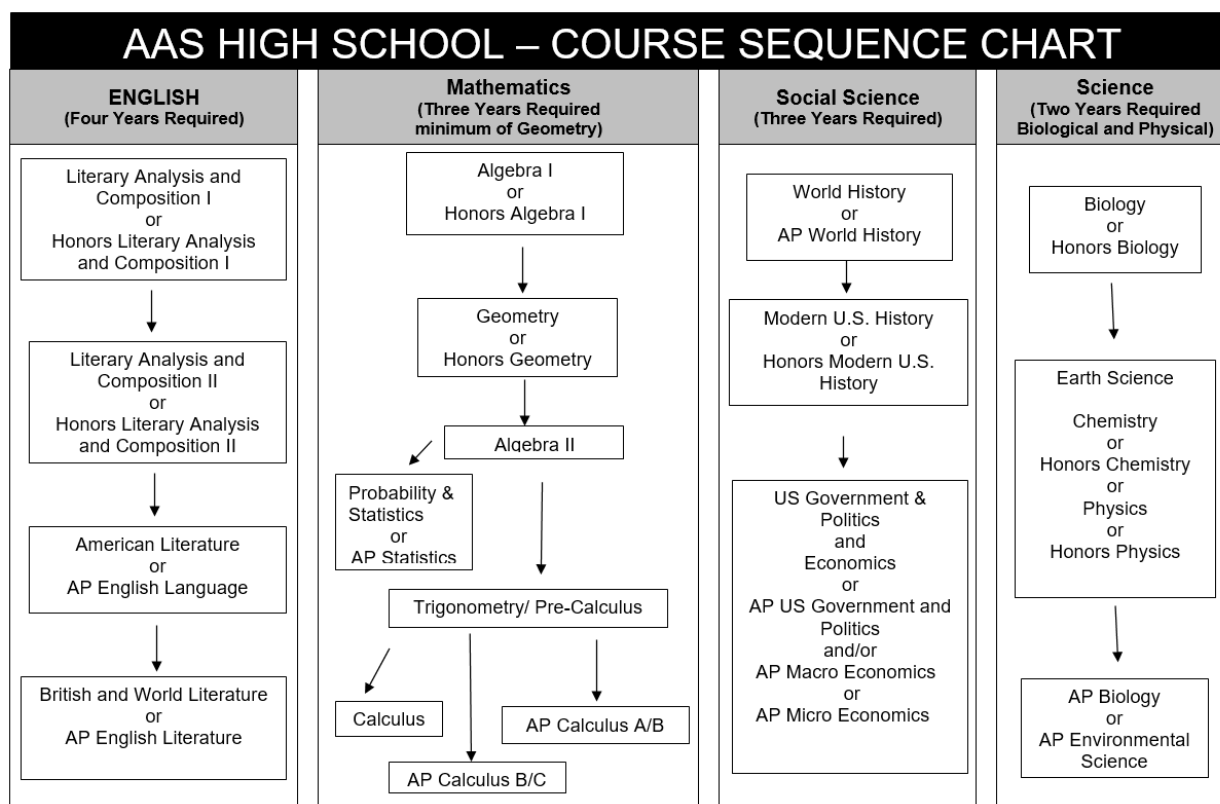 AAS HIGH SCHOOL – COURSE SEQUENCE CHART
ENGLISH
(Four Years Required)
Literary Analysis and
Composition I
or
Honors Literary Analysis
and Composition I
Literary Analysis and
Composition II
or
Honors Literary Analysis
and Composition II
American Literature
or
AP English Language
British and World Literature
or
AP English Literature
Mathematics
(Three Years Required
minimum of Geometry)
Algebra I
or
Honors Algebra I
Geometry
or
Honors Geometry
Algebra II
Probability &
Statistics
or
AP Statistics
Trigonometry/ Pre-Calculus
Calculus
AP Calculus A/B
AP Calculus B/C
Social Science
(Three Years Required)
World History
or
AP World History
Modern U.S. History
or
Honors Modern U.S.
History
US Government &
Politics
and
Economics
or
AP US Government and
Politics
and/or
AP Macro Economics
or
AP Micro Economics
Science
(Two Years Required
Biological and Physical)
Biology
or
Honors Biology
Earth Science
Chemistry
or
Honors Chemistry
or
Physics
or
Honors Physics
AP Biology
or
AP Environmental
Science